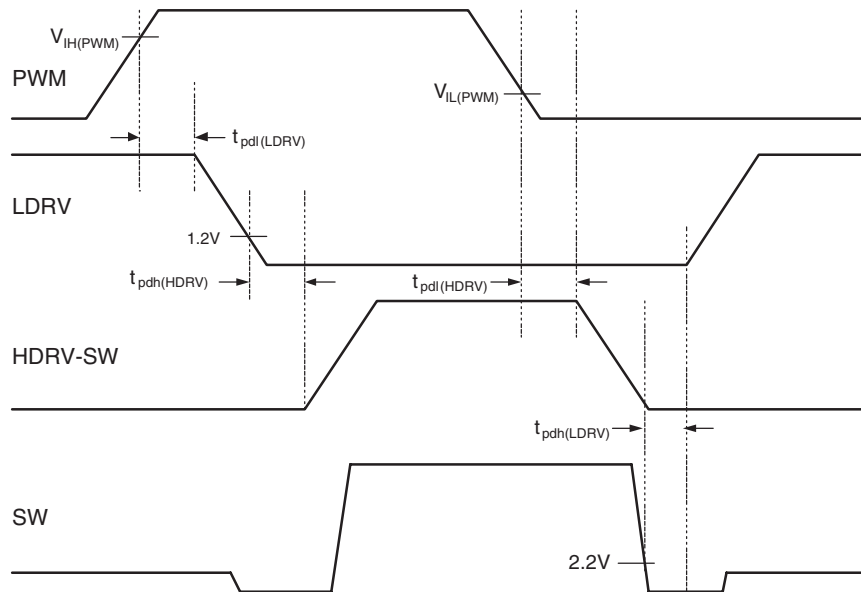 V_IH(PWM)
PWM
V_IL(PWM)
t_pdl(LDRV)
LDRV
1.2V
t_pdh(HDRV)
t_pdl(HDRV)
HDRV-SW
t_pdh(LDRV)
SW
2.2V